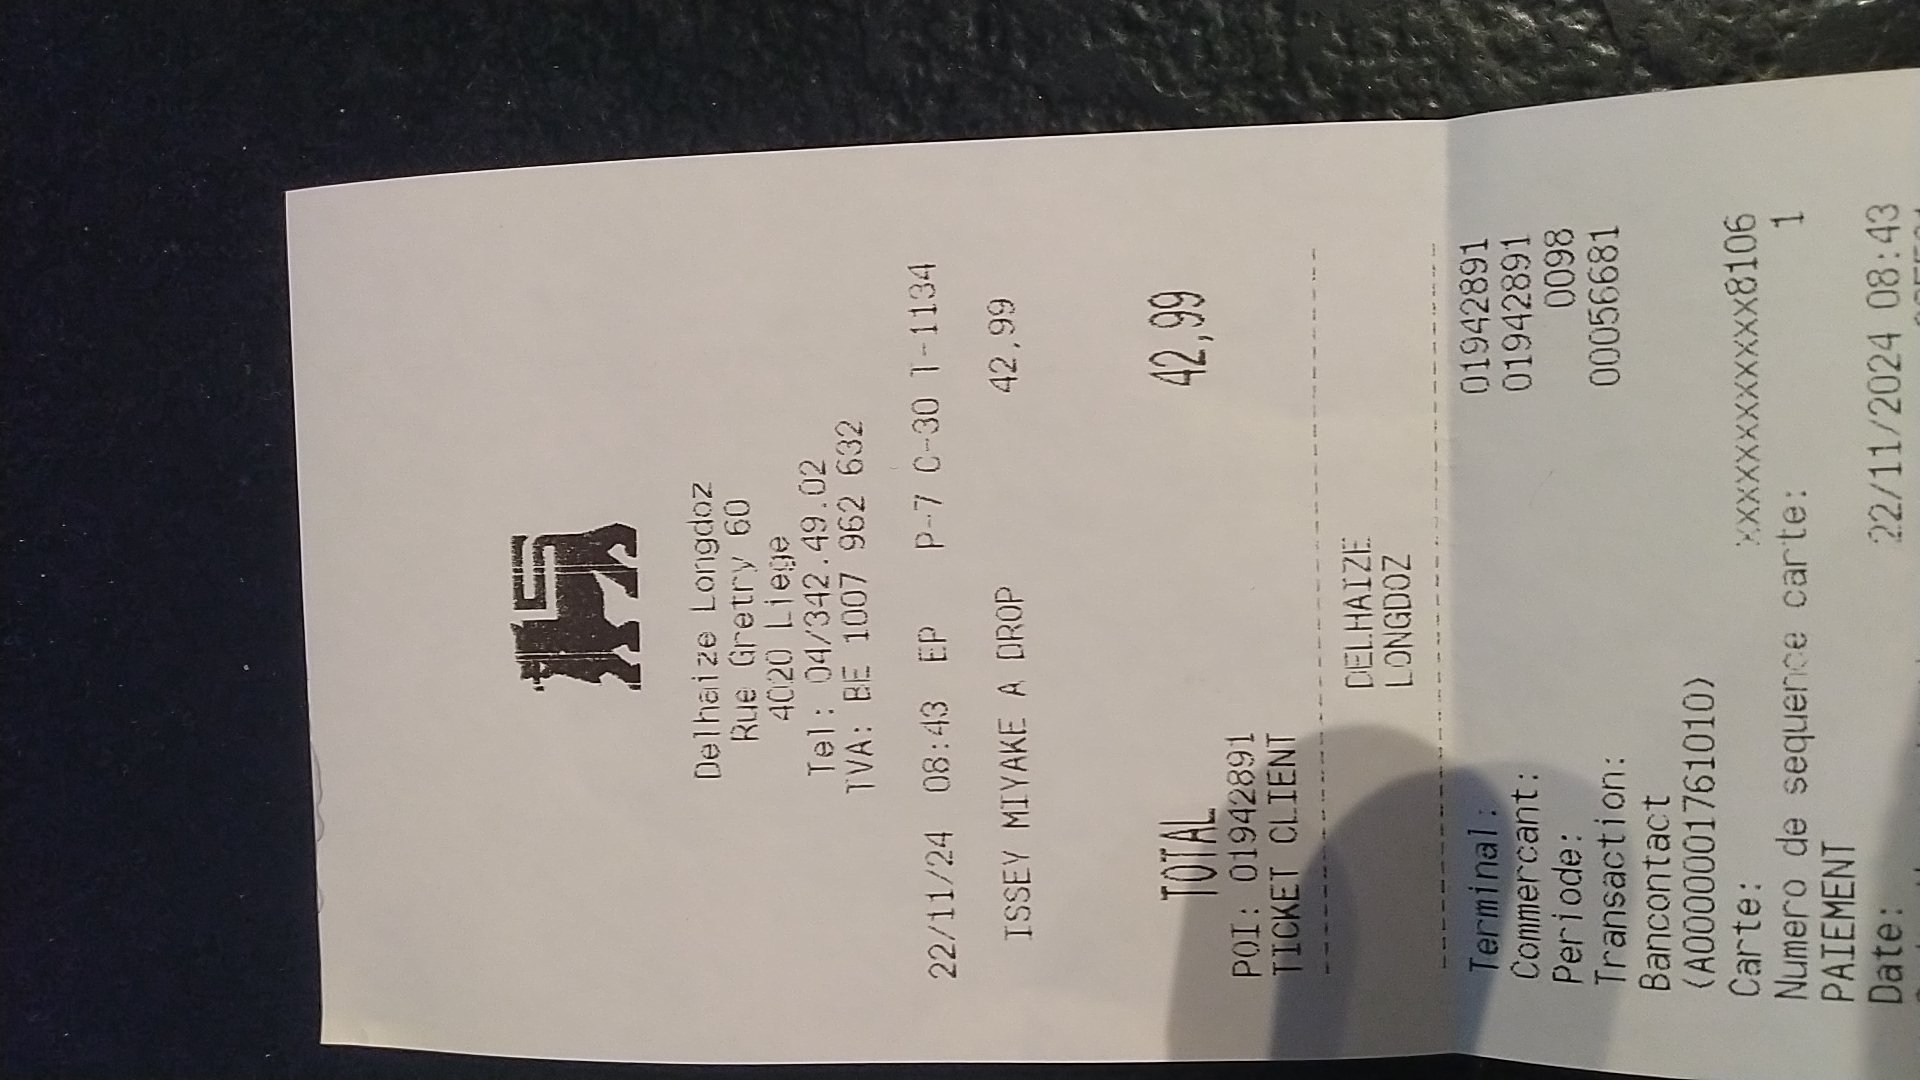 Delhaize Longdoz
Rue Gretry 60
4020 Liege
Tel: 04/342.49.02
TVA: BE 1007 962 632
22/11/24 08:43 EP P-7 C-30 T-1134
ISSEY MIYAKE A DROP 42,99
TOTAL 42,99
POI: 01942891
TICKET CLIENT
DELHAIZE
LONGDOZ
Terminal: 01942891
Commercant: 01942891
Periode: 0098
Transaction: 00056681
Bancontact
(A0000001761010)
Carte: xxxxxxxxxxxxx8106
Numero de sequence carte: 1
PAIEMENT
Date: 22/11/2024 08:43